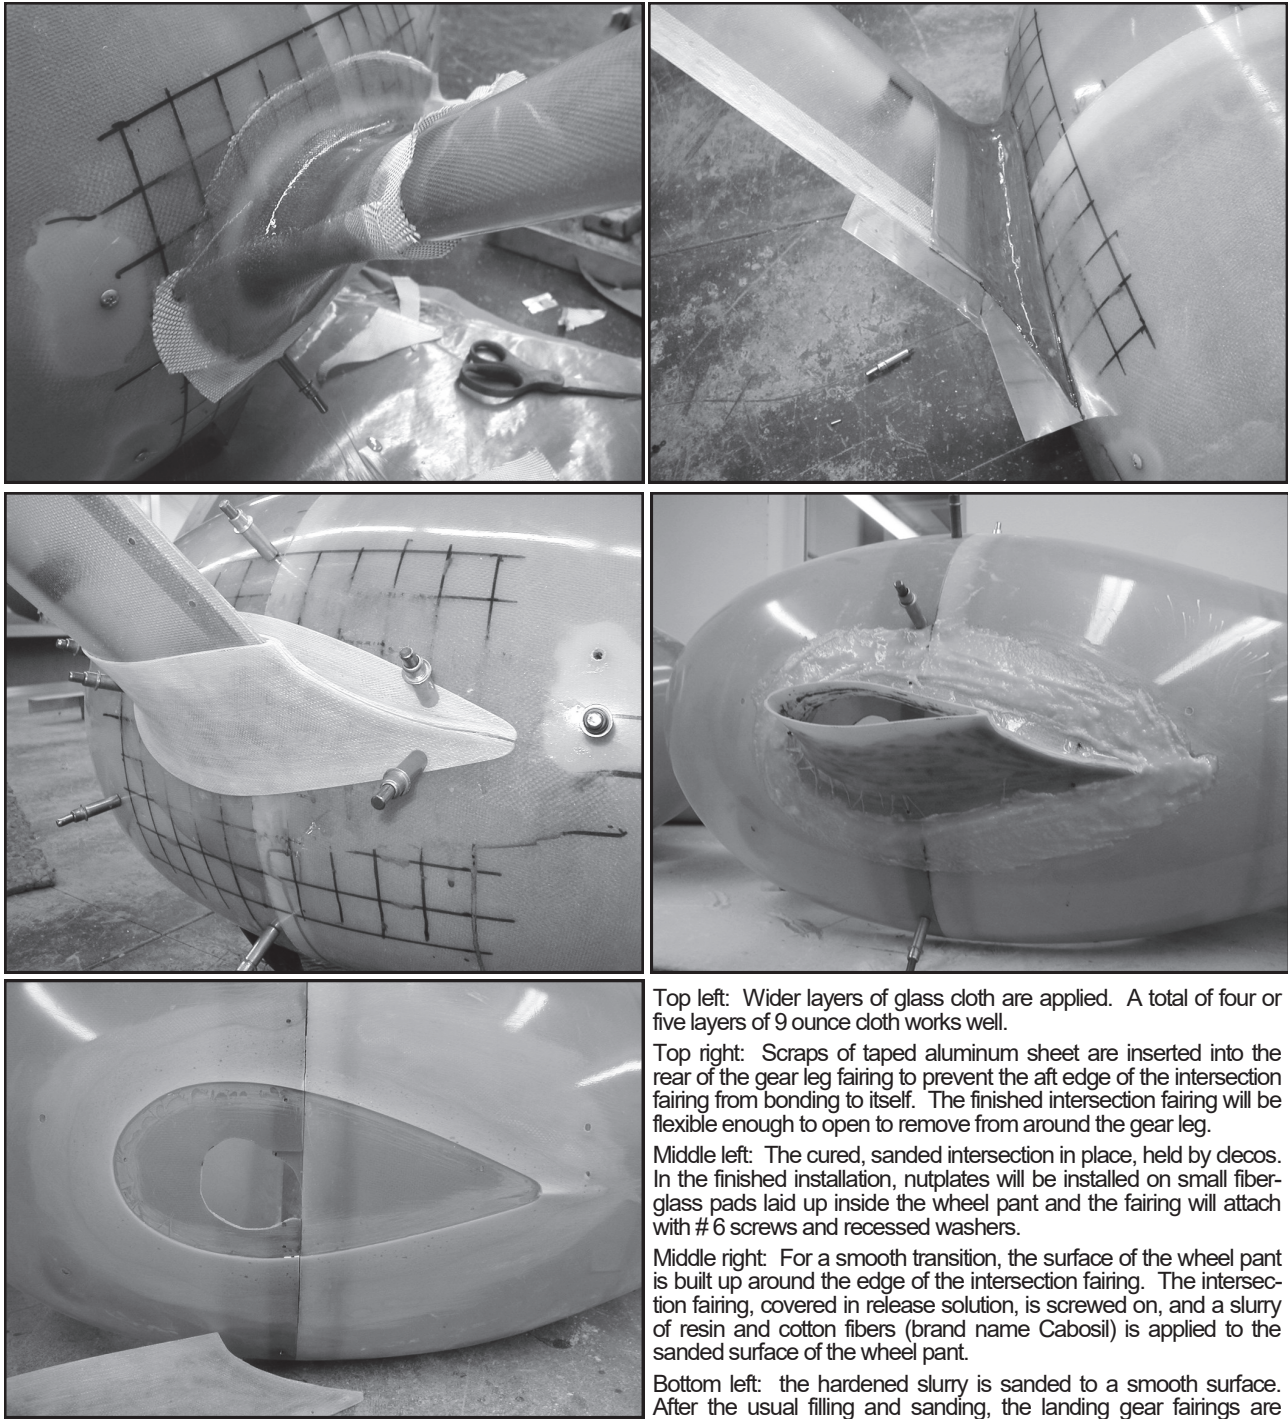 Top left:  Wider layers of glass cloth are applied.  A total of four or
five layers of 9 ounce cloth works well.
Top right:  Scraps of taped aluminum sheet are inserted into the
rear of the gear leg fairing to prevent the aft edge of the intersection
fairing from bonding to itself.  The finished intersection fairing will be
flexible enough to open to remove from around the gear leg.
Middle left:  The cured, sanded intersection in place, held by clecos.
In the finished installation, nutplates will be installed on small fiber-
glass pads laid up inside the wheel pant and the fairing will attach
with # 6 screws and recessed washers.
Middle right:  For a smooth transition, the surface of the wheel pant
is built up around the edge of the intersection fairing.  The intersec-
tion fairing, covered in release solution, is screwed on, and a slurry
of resin and cotton fibers (brand name Cabosil) is applied to the
sanded surface of the wheel pant.
Bottom left:  the hardened slurry is sanded to a smooth surface.
After the usual filling and sanding, the landing gear fairings are